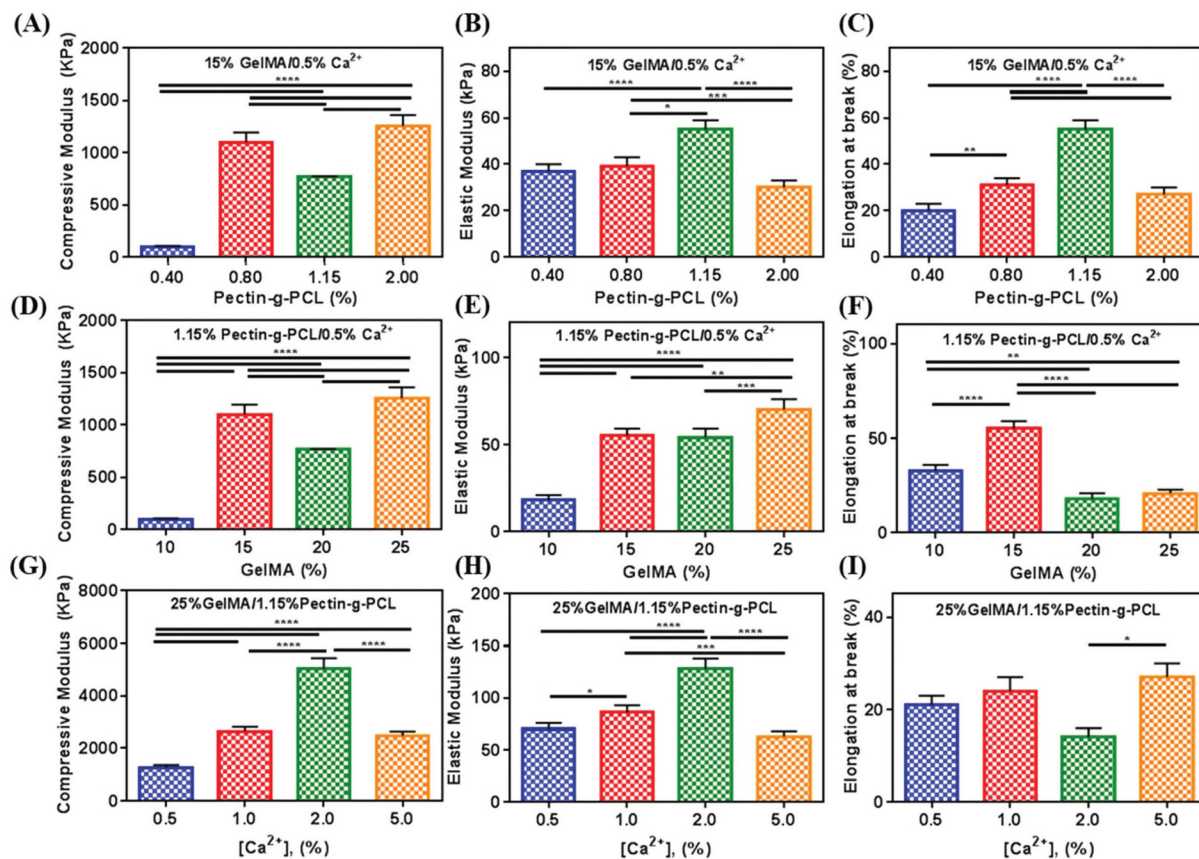 (A)
Compressive Modulus (KPa)
2000
1500
1000
500
0
15% GelMA/0.5% Ca²⁺
****
0.40 0.80 1.15 2.00
Pectin-g-PCL (%)
(B)
Elastic Modulus (kPa)
80
60
40
20
0
15% GelMA/0.5% Ca²⁺
**** ****
***
*
0.40 0.80 1.15 2.00
Pectin-g-PCL (%)
(C)
Elongation at break (%)
80
60
40
20
0
15% GelMA/0.5% Ca²⁺
**** ****
**
0.40 0.80 1.15 2.00
Pectin-g-PCL (%)
(D)
Compressive Modulus (KPa)
2000
1500
1000
500
0
1.15% Pectin-g-PCL/0.5% Ca²⁺
****
10 15 20 25
GelMA (%)
(E)
Elastic Modulus (kPa)
100
50
0
1.15% Pectin-g-PCL/0.5% Ca²⁺
****
**
***
10 15 20 25
GelMA (%)
(F)
Elongation at break (%)
100
50
0
1.15% Pectin-g-PCL/0.5% Ca²⁺
**
****
****
10 15 20 25
GelMA (%)
(G)
Compressive Modulus (KPa)
8000
6000
4000
2000
0
25%GelMA/1.15%Pectin-g-PCL
****
**** ****
0.5 1.0 2.0 5.0
[Ca²⁺], (%)
(H)
Elastic Modulus (kPa)
200
150
100
50
0
25%GelMA/1.15%Pectin-g-PCL
****
****
***
*
0.5 1.0 2.0 5.0
[Ca²⁺], (%)
(I)
Elongation at break (%)
40
20
0
25%GelMA/1.15%Pectin-g-PCL
*
0.5 1.0 2.0 5.0
[Ca²⁺], (%)